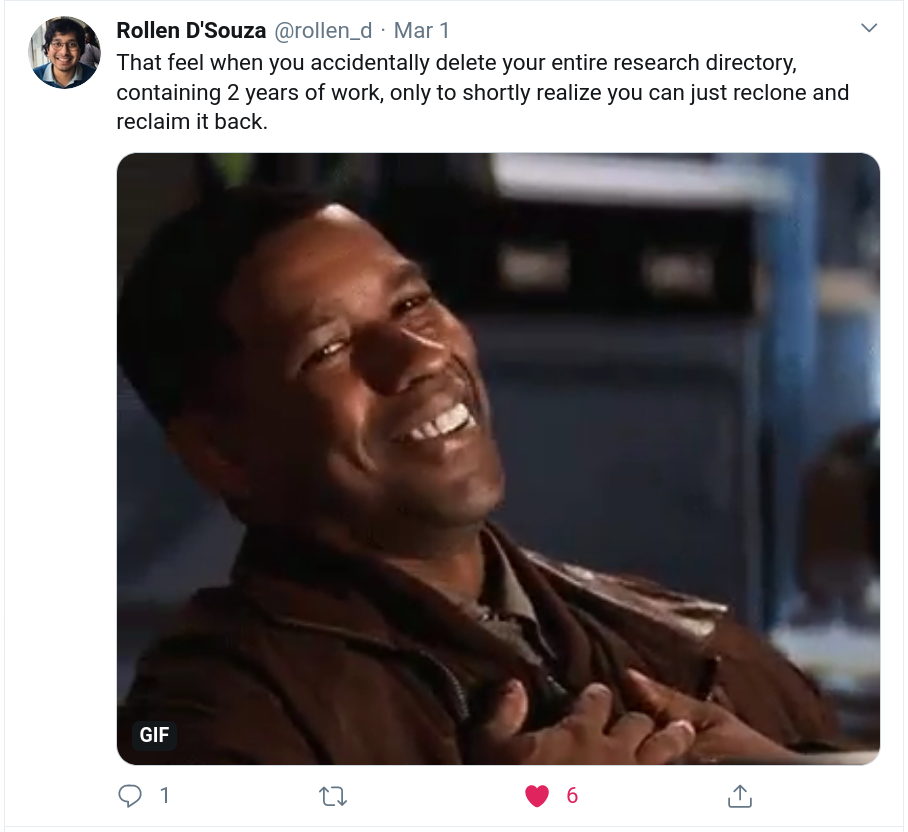 Rollen D'Souza @rollen_d · Mar 1
That feel when you accidentally delete your entire research directory,
containing 2 years of work, only to shortly realize you can just reclone and
reclaim it back.
GIF
1 6